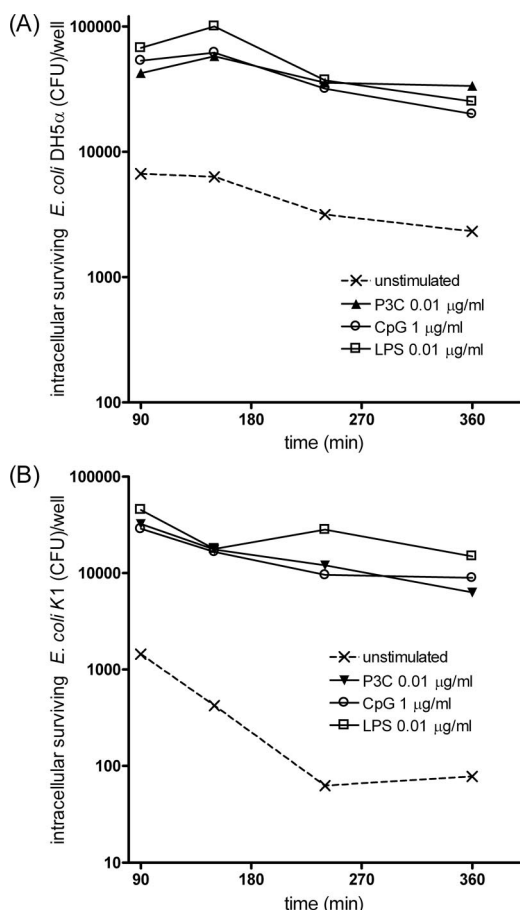 (A)
intracellular surviving E. coli DH5α (CFU)/well
100000
10000
1000
100
unstimulated
P3C 0.01 μg/ml
CpG 1 μg/ml
LPS 0.01 μg/ml
90 180 270 360
time (min)
(B)
intracellular surviving E. coli K1 (CFU)/well
100000
10000
1000
100
10
unstimulated
P3C 0.01 μg/ml
CpG 1 μg/ml
LPS 0.01 μg/ml
90 180 270 360
time (min)